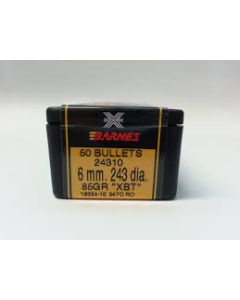 X
BARNES
50 BULLETS
24310
6 mm. 243 dia.
85GR "XBT"